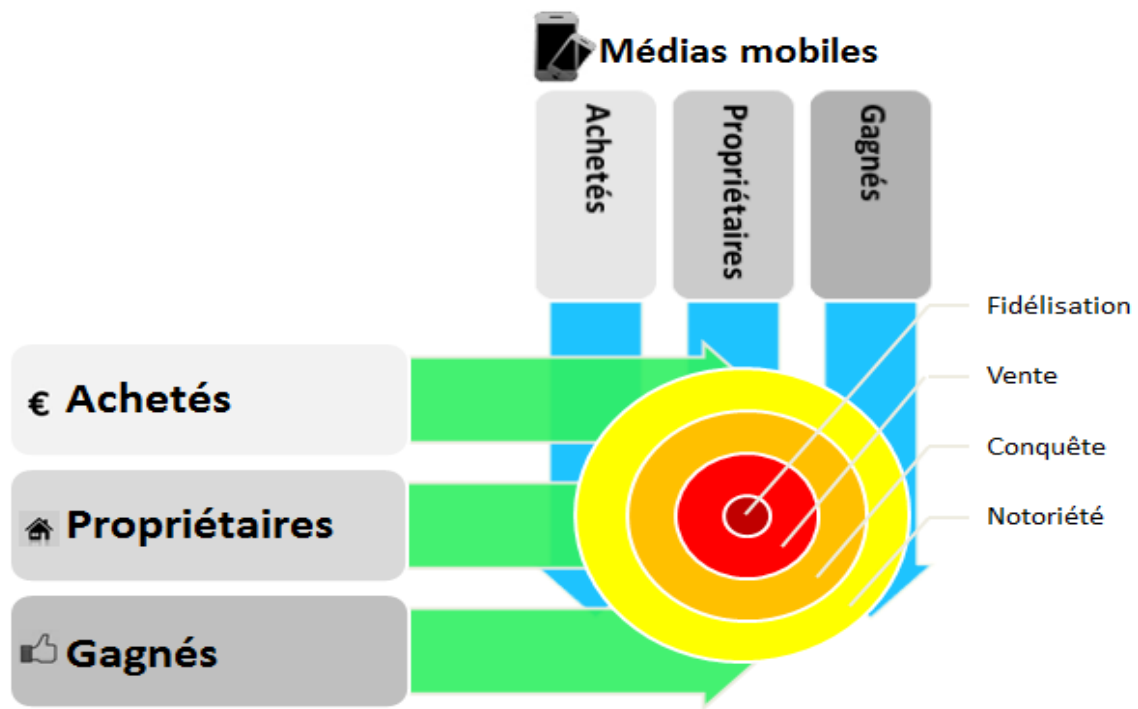 Médias mobiles
Achetés
Propriétaires
Gagnés
Fidélisation
Vente
Conquête
Notoriété
€ Achetés
Propriétaires
Gagnés